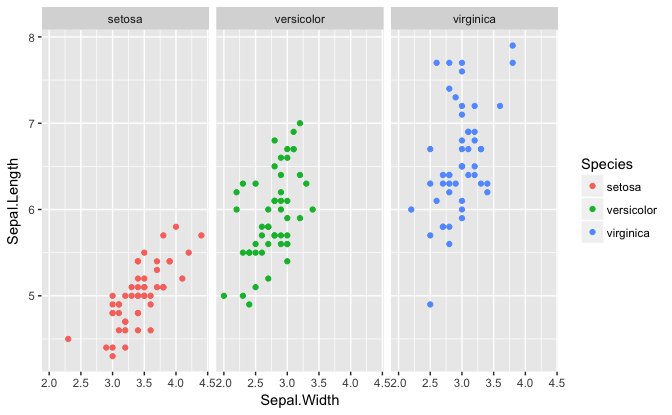 setosa versicolor virginica
8
7
6
5
Sepal.Length
2.0 2.5 3.0 3.5 4.0 4.5 2.0 2.5 3.0 3.5 4.0 4.5 2.0 2.5 3.0 3.5 4.0 4.5
Sepal.Width
Species
setosa
versicolor
virginica